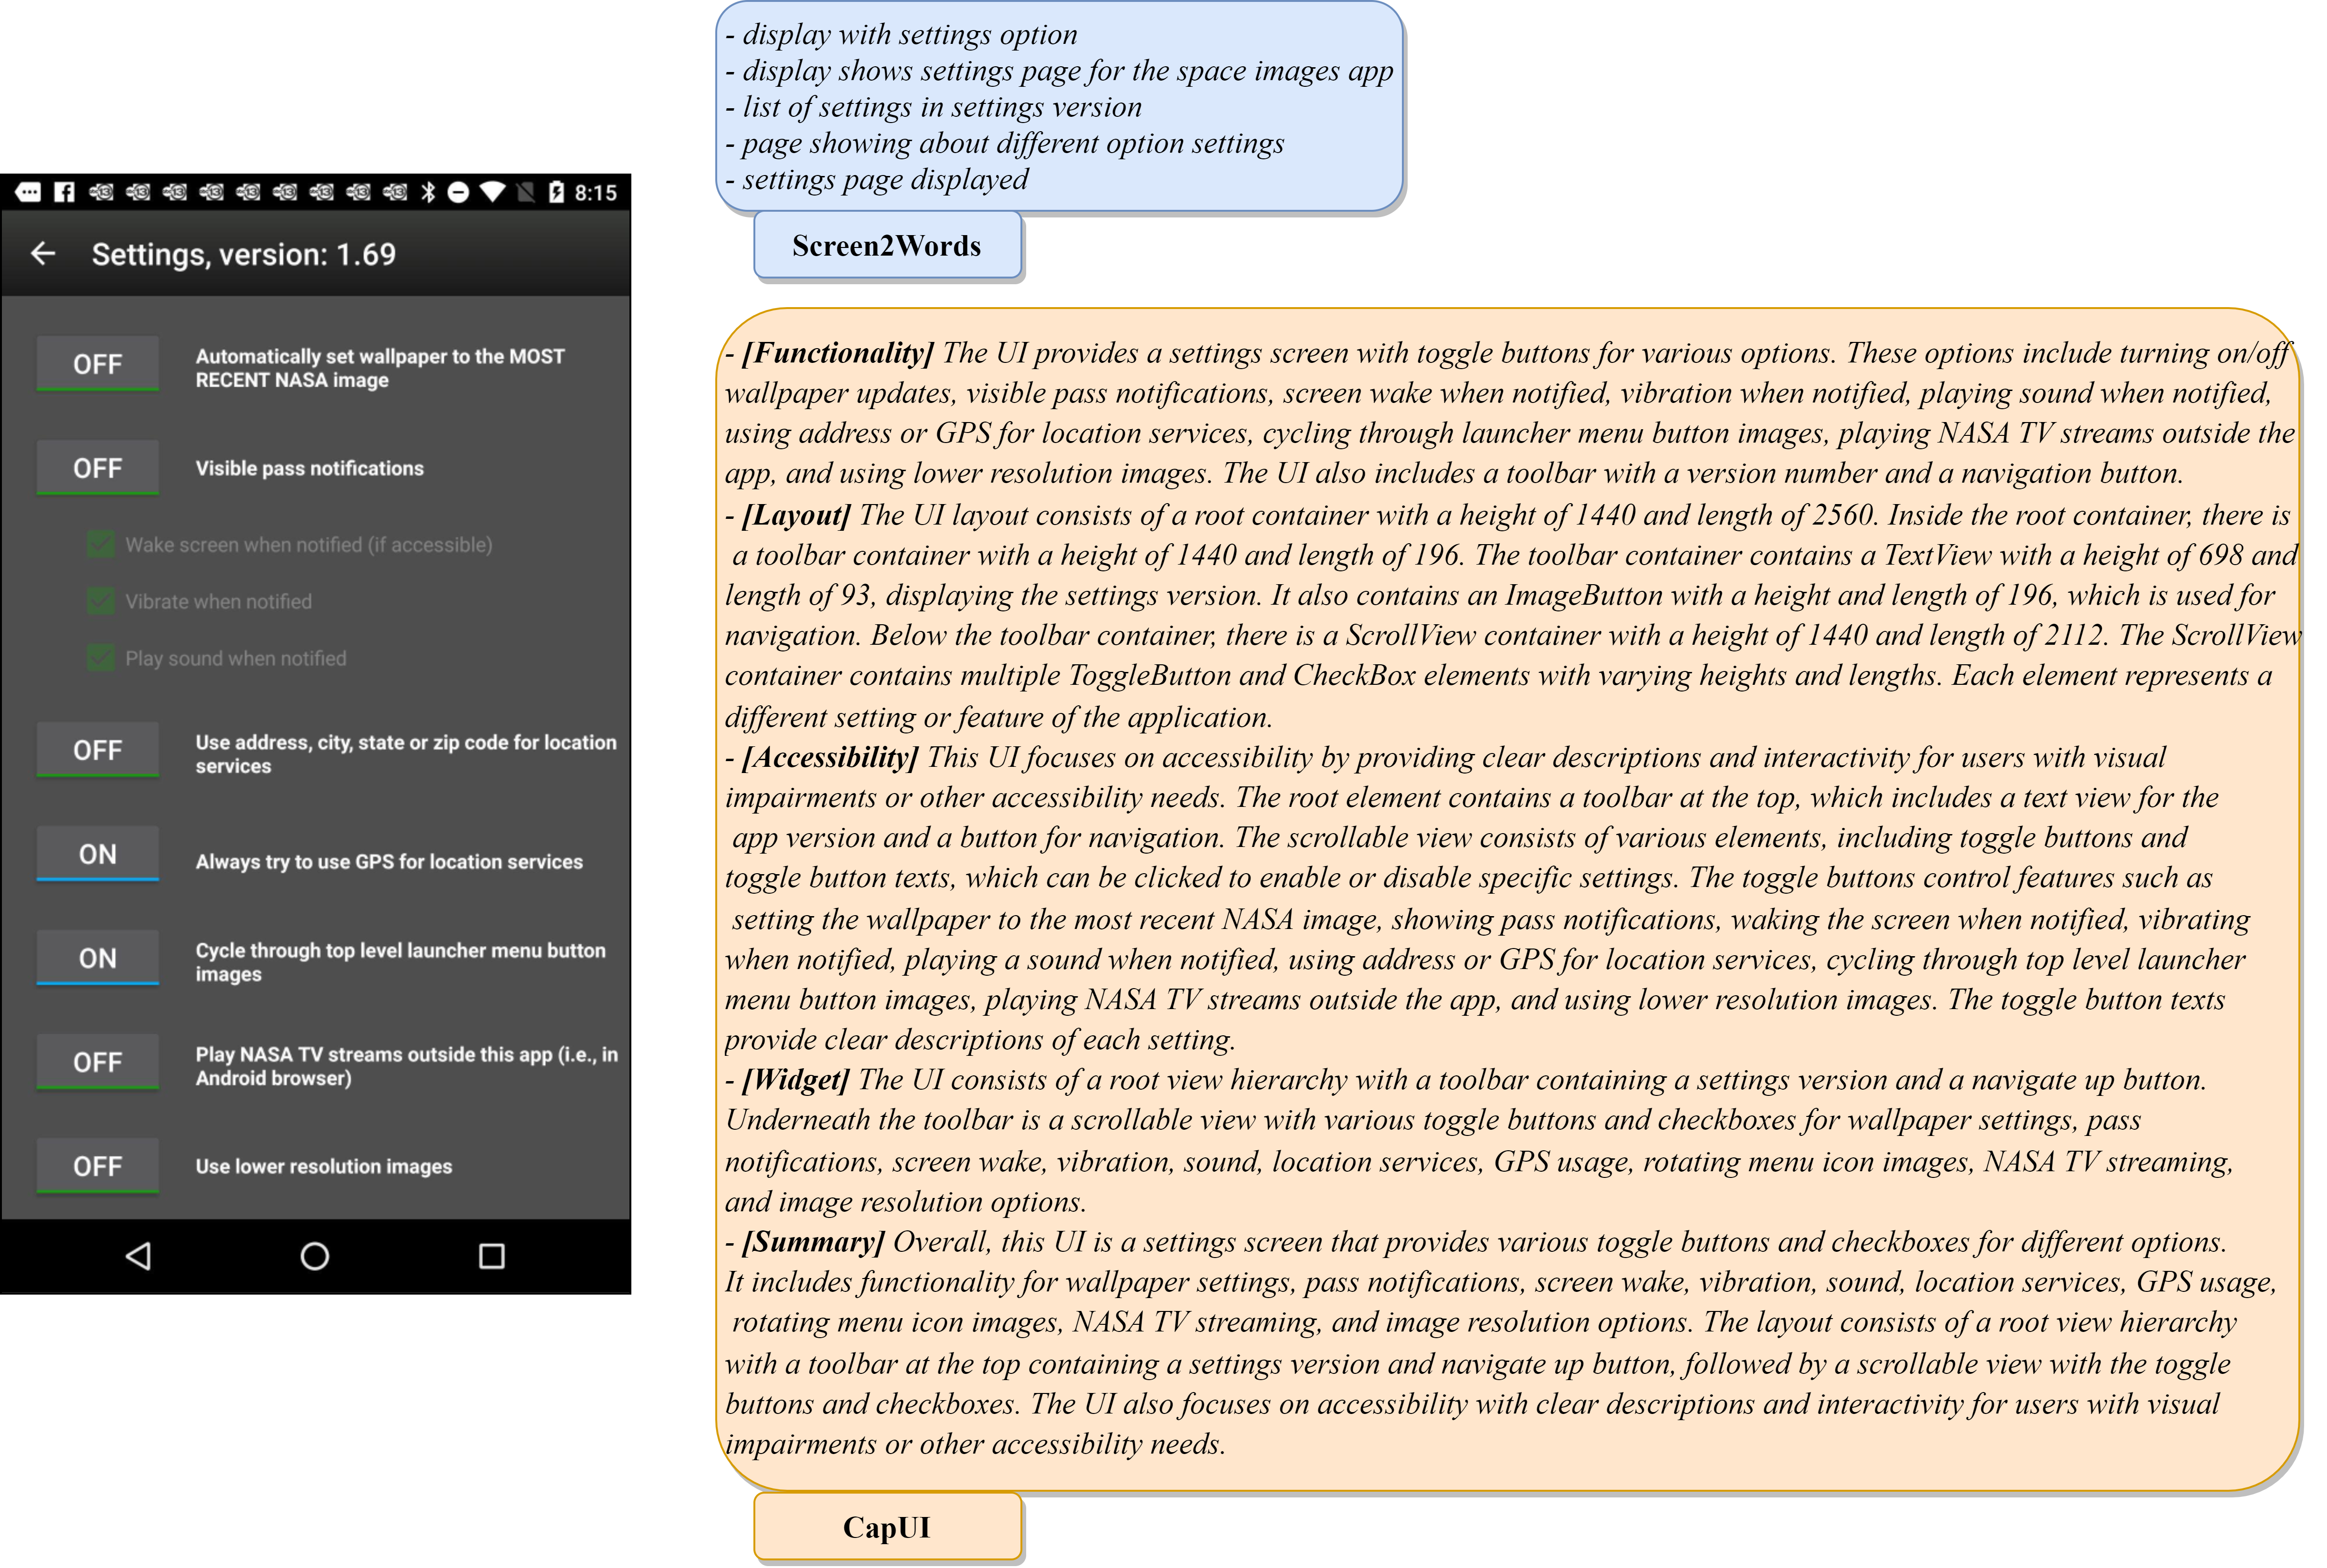 - display with settings option
- display shows settings page for the space images app
- list of settings in settings version
- page showing about different option settings
- settings page displayed
Screen2Words
8:15
Settings, version: 1.69
OFF
Automatically set wallpaper to the MOST
RECENT NASA image
OFF
Visible pass notifications
Wake screen when notified (if accessible)
Vibrate when notified
Play sound when notified
OFF
Use address, city, state or zip code for location
services
ON
Always try to use GPS for location services
ON
Cycle through top level launcher menu button
images
OFF
Play NASA TV streams outside this app (i.e., in
Android browser)
OFF
Use lower resolution images
- [Functionality] The UI provides a settings screen with toggle buttons for various options. These options include turning on/off
wallpaper updates, visible pass notifications, screen wake when notified, vibration when notified, playing sound when notified,
using address or GPS for location services, cycling through launcher menu button images, playing NASA TV streams outside the
app, and using lower resolution images. The UI also includes a toolbar with a version number and a navigation button.
- [Layout] The UI layout consists of a root container with a height of 1440 and length of 2560. Inside the root container, there is
a toolbar container with a height of 1440 and length of 196. The toolbar container contains a TextView with a height of 698 and
length of 93, displaying the settings version. It also contains an ImageButton with a height and length of 196, which is used for
navigation. Below the toolbar container, there is a ScrollView container with a height of 1440 and length of 2112. The ScrollView
container contains multiple ToggleButton and CheckBox elements with varying heights and lengths. Each element represents a
different setting or feature of the application.
- [Accessibility] This UI focuses on accessibility by providing clear descriptions and interactivity for users with visual
impairments or other accessibility needs. The root element contains a toolbar at the top, which includes a text view for the
app version and a button for navigation. The scrollable view consists of various elements, including toggle buttons and
toggle button texts, which can be clicked to enable or disable specific settings. The toggle buttons control features such as
setting the wallpaper to the most recent NASA image, showing pass notifications, waking the screen when notified, vibrating
when notified, playing a sound when notified, using address or GPS for location services, cycling through top level launcher
menu button images, playing NASA TV streams outside the app, and using lower resolution images. The toggle button texts
provide clear descriptions of each setting.
- [Widget] The UI consists of a root view hierarchy with a toolbar containing a settings version and a navigate up button.
Underneath the toolbar is a scrollable view with various toggle buttons and checkboxes for wallpaper settings, pass
notifications, screen wake, vibration, sound, location services, GPS usage, rotating menu icon images, NASA TV streaming,
and image resolution options.
- [Summary] Overall, this UI is a settings screen that provides various toggle buttons and checkboxes for different options.
It includes functionality for wallpaper settings, pass notifications, screen wake, vibration, sound, location services, GPS usage,
rotating menu icon images, NASA TV streaming, and image resolution options. The layout consists of a root view hierarchy
with a toolbar at the top containing a settings version and navigate up button, followed by a scrollable view with the toggle
buttons and checkboxes. The UI also focuses on accessibility with clear descriptions and interactivity for users with visual
impairments or other accessibility needs.
CapUI